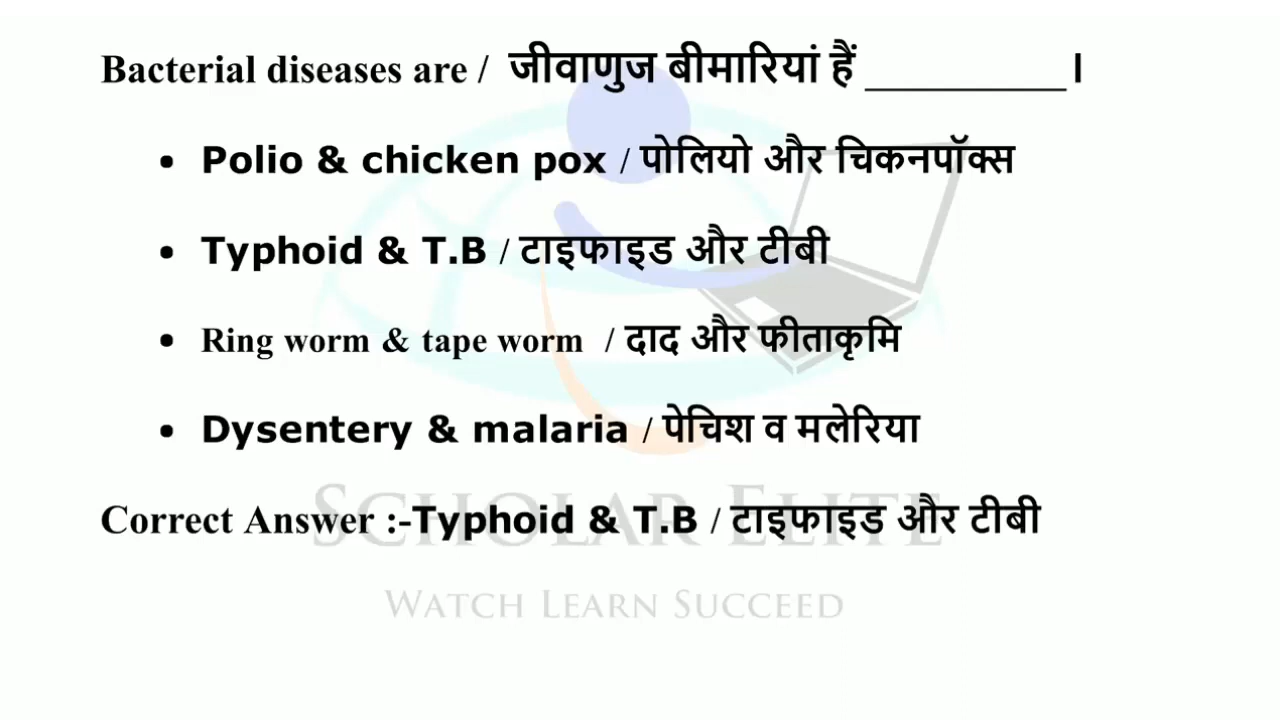 Bacterial diseases are / जीवाणुज बीमारियां हैं __________।
• Polio & chicken pox / पोलियो और चिकनपॉक्स
• Typhoid & T.B / टाइफाइड और टीबी
• Ring worm & tape worm / दाद और फीताकृमि
• Dysentery & malaria / पेचिश व मलेरिया
Correct Answer :-Typhoid & T.B / टाइफाइड और टीबी
SCHOLAR ELITE
WATCH LEARN SUCCEED